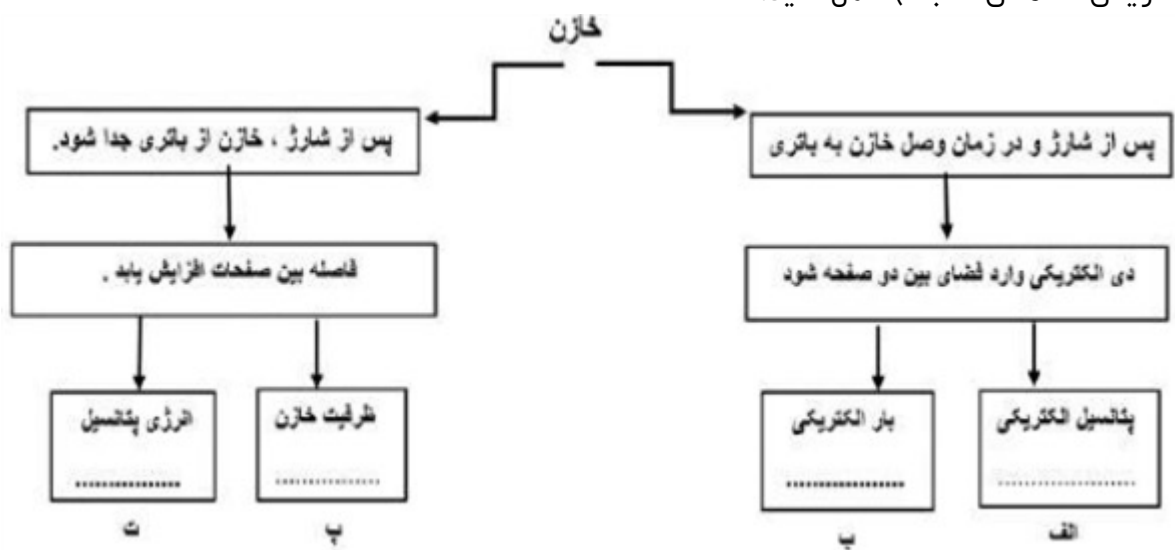 خازن
پس از شارژ و در زمان وصل خازن به باتری
پس از شارژ ، خازن از باتری جدا شود.
دی الکتریکی وارد فضای بین دو صفحه شود
فاصله بین صفحات افزایش یابد .
پتانسیل الکتریکی
....................
بار الکتریکی
....................
ظرفیت خازن
....................
انرژی پتانسیل
....................
الف
ب
پ
ت